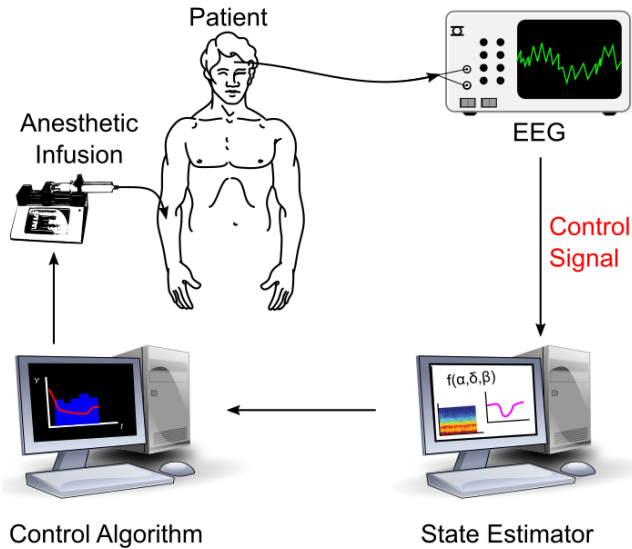 Patient
EEG
Anesthetic
Infusion
Control
Signal
Y
t
f(α,δ,β)
Control Algorithm
State Estimator